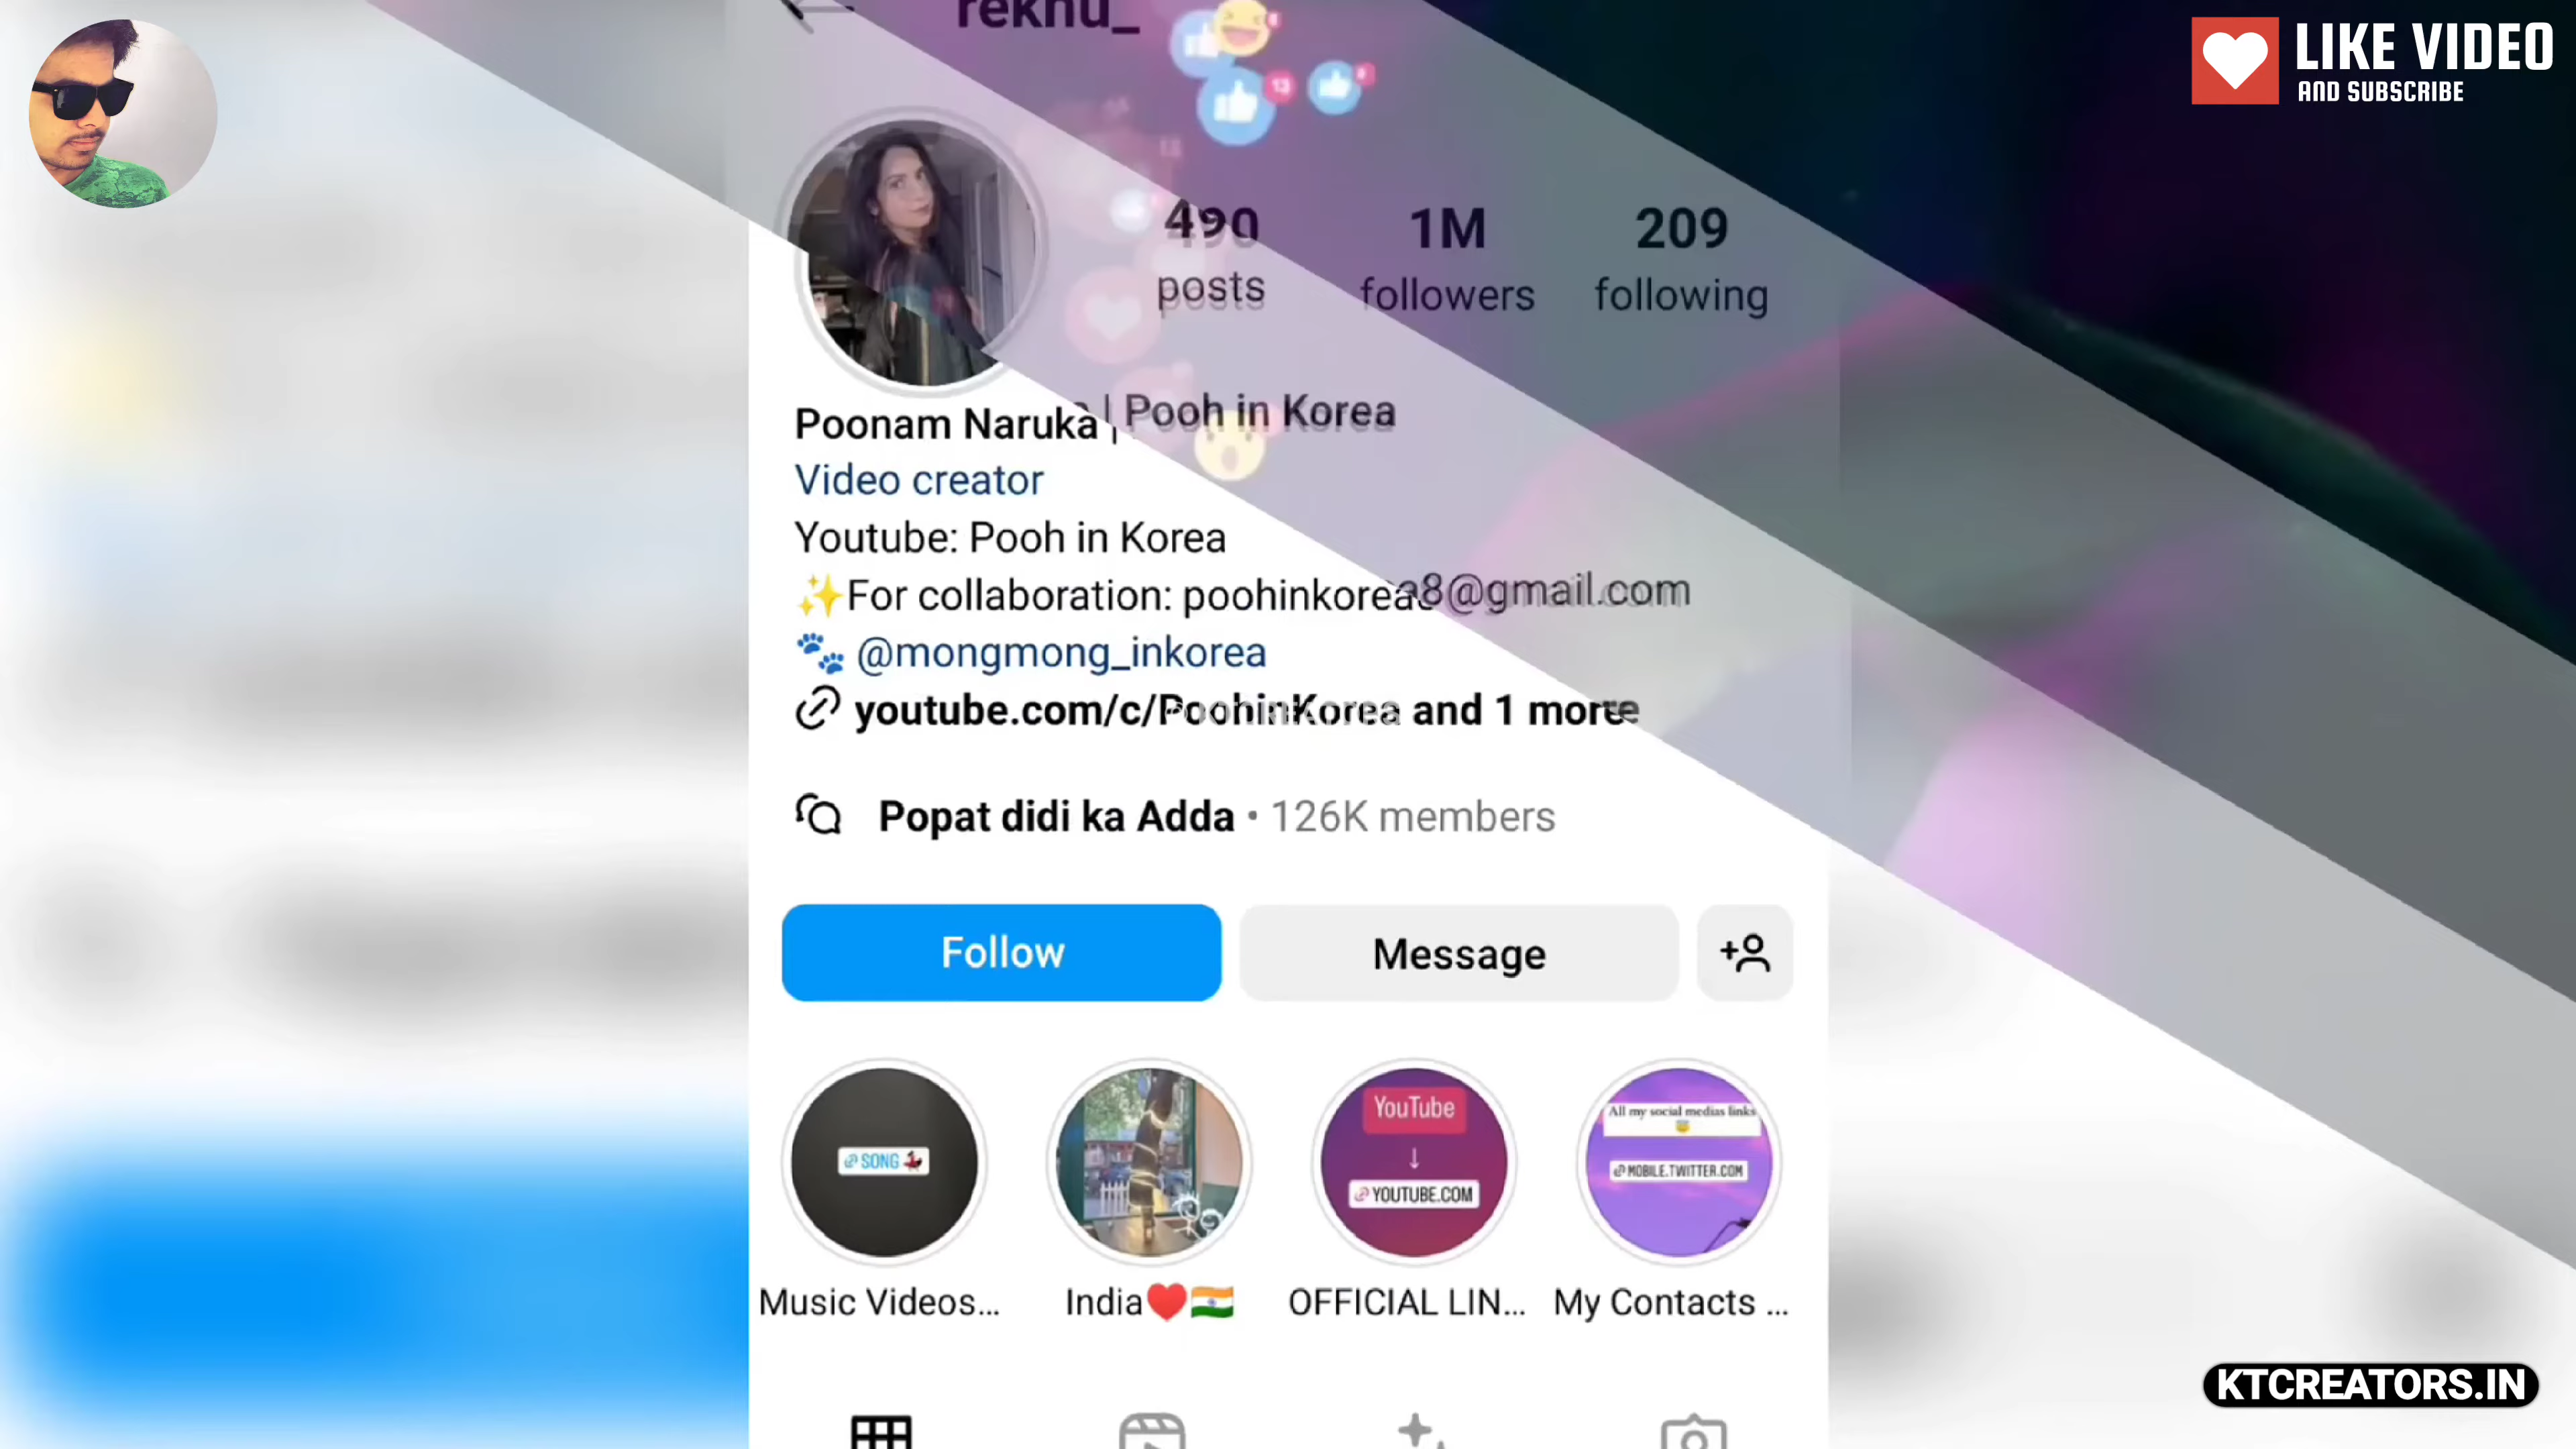 reknu_
LIKE VIDEO
AND SUBSCRIBE
490 1M 209
posts followers following
Poonam Naruka | Pooh in Korea
Video creator
Youtube: Pooh in Korea
✨For collaboration: poohinkorea8@gmail.com
🐾 @mongmong_inkorea
youtube.com/c/PoohinKorea and 1 more
Popat didi ka Adda • 126K members
Follow Message
SONG
YouTube
↓
YOUTUBE.COM
All my social medias links
MOBILE.TWITTER.COM
Music Videos... India❤️🇮🇳 OFFICIAL LIN... My Contacts ...
KTCREATORS.IN